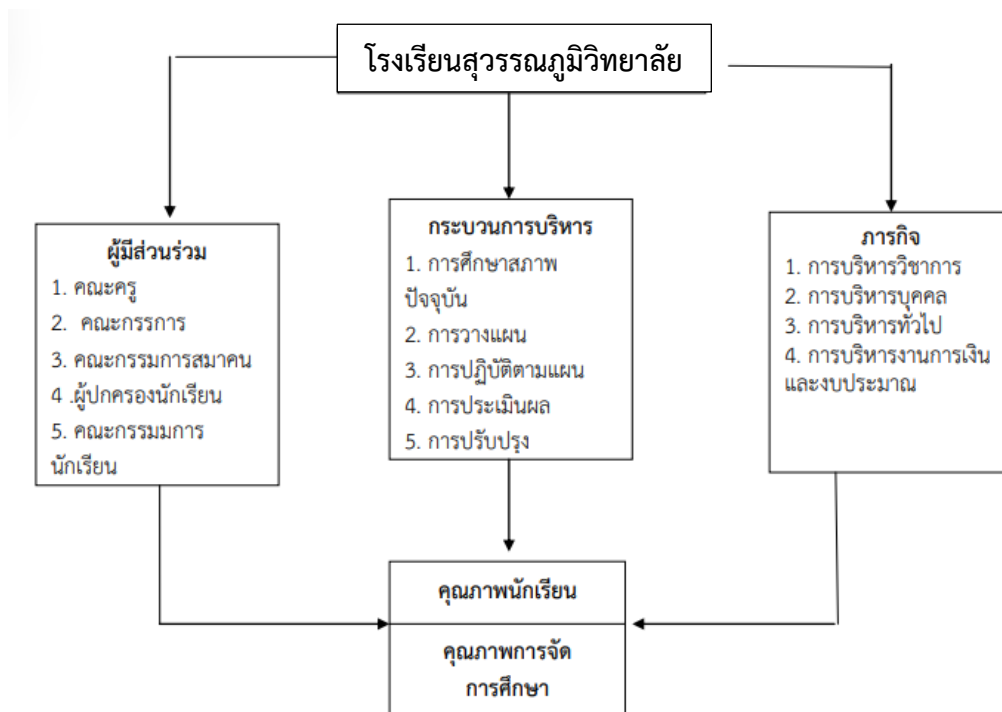 โรงเรียนสุวรรณภูมิวิทยาลัย
ผู้มีส่วนร่วม
1. คณะครู
2. คณะกรรการ
3. คณะกรรมการสมาคน
4 .ผู้ปกครองนักเรียน
5. คณะกรรมมการ
นักเรียน
กระบวนการบริหาร
1. การศึกษาสภาพ
ปัจจุบัน
2. การวางแผน
3. การปฏิบัติตามแผน
4. การประเมินผล
5. การปรับปรุง
ภารกิจ
1. การบริหารวิชาการ
2. การบริหารบุคคล
3. การบริหารทั่วไป
4. การบริหารงานการเงิน
และงบประมาณ
คุณภาพนักเรียน
คุณภาพการจัด
การศึกษา